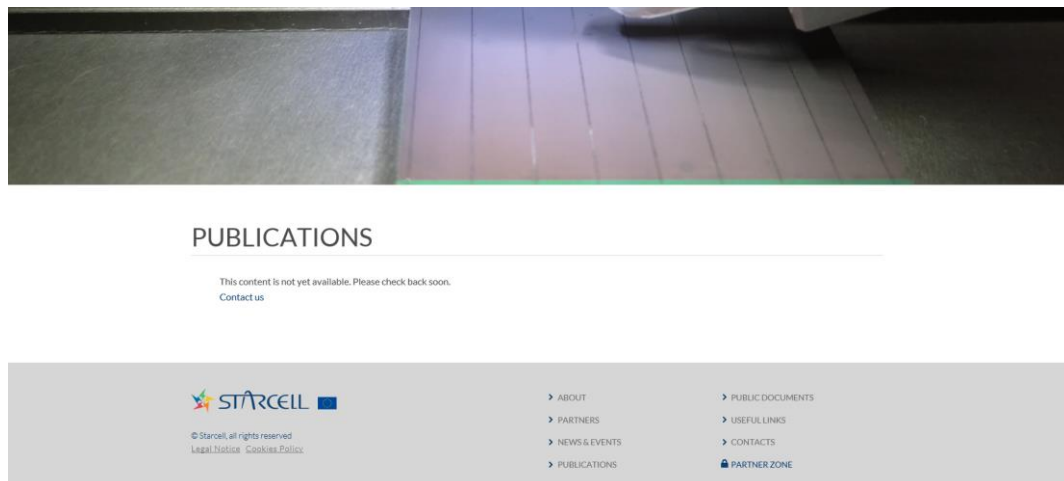 PUBLICATIONS
This content is not yet available. Please check back soon.
Contact us
STARCELL
© Starcell, all rights reserved
Legal Notice Cookies Policy
ABOUT
PARTNERS
NEWS & EVENTS
PUBLICATIONS
PUBLIC DOCUMENTS
USEFUL LINKS
CONTACTS
PARTNER ZONE